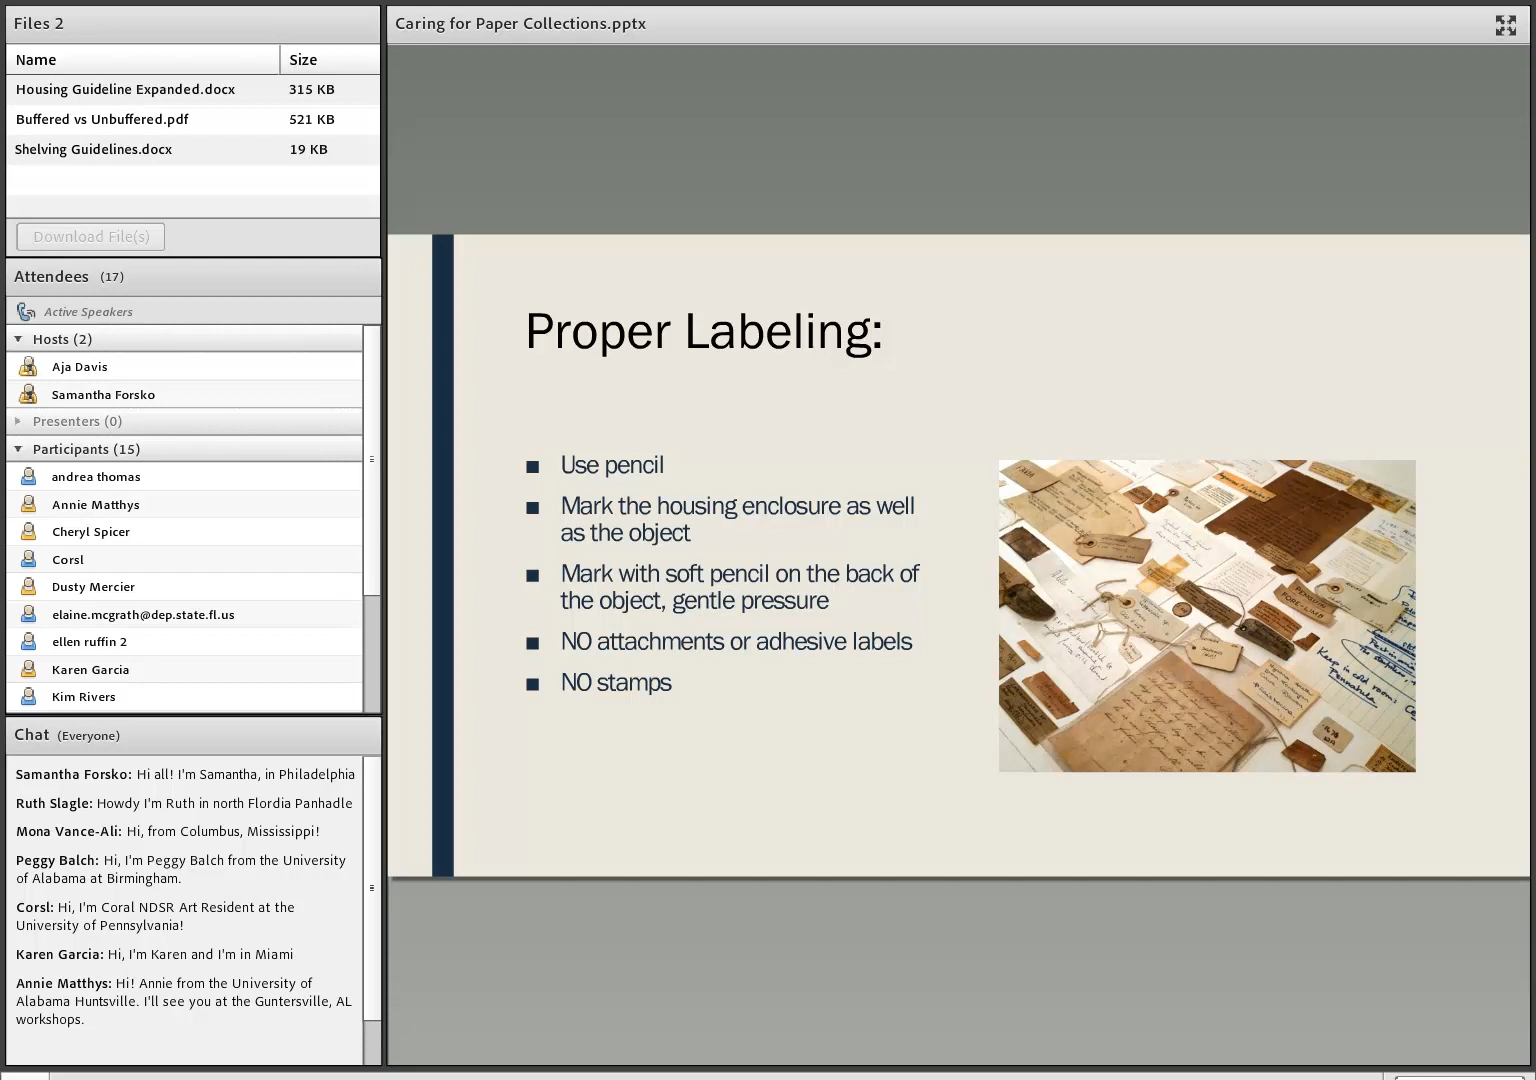 Files 2
Name Size
Housing Guideline Expanded.docx 315 KB
Buffered vs Unbuffered.pdf 521 KB
Shelving Guidelines.docx 19 KB
Download File(s)
Attendees (17)
Active Speakers
Hosts (2)
Aja Davis
Samantha Forsko
Presenters (0)
Participants (15)
andrea thomas
Annie Matthys
Cheryl Spicer
Corsl
Dusty Mercier
elaine.mcgrath@dep.state.fl.us
ellen ruffin 2
Karen Garcia
Kim Rivers
Chat (Everyone)
Samantha Forsko: Hi all! I'm Samantha, in Philadelphia
Ruth Slagle: Howdy I'm Ruth in north Flordia Panhadle
Mona Vance-Ali: Hi, from Columbus, Mississippi!
Peggy Balch: Hi, I'm Peggy Balch from the University
of Alabama at Birmingham.
Corsl: Hi, I'm Coral NDSR Art Resident at the
University of Pennsylvania!
Karen Garcia: Hi, I'm Karen and I'm in Miami
Annie Matthys: Hi! Annie from the University of
Alabama Huntsville. I'll see you at the Guntersville, AL
workshops.
Caring for Paper Collections.pptx
Proper Labeling:
■ Use pencil
■ Mark the housing enclosure as well
as the object
■ Mark with soft pencil on the back of
the object, gentle pressure
■ NO attachments or adhesive labels
■ NO stamps
PENGUIN
FORE-LIMB
Keep in cold room:
Pennatula